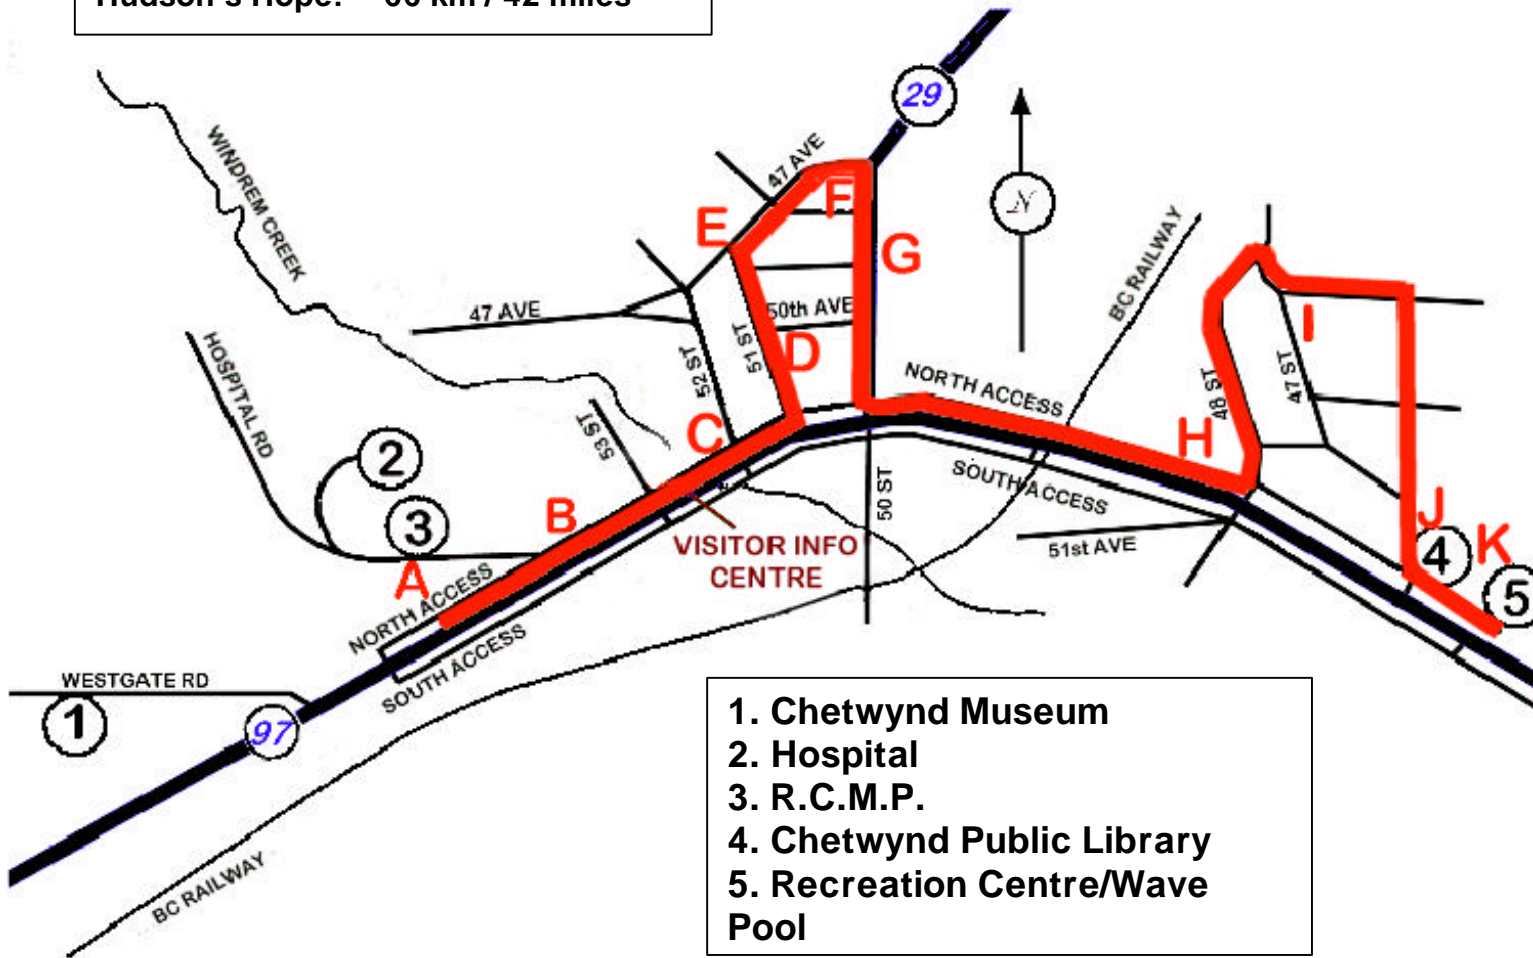 29
47 AVE
WINDREM CREEK
E
F
G
N
BC RAILWAY
47 AVE
50th AVE
HOSPITAL RD
51 ST
D
52 ST
I
NORTH ACCESS
47 ST
46 ST
53 ST
C
H
2
SOUTH ACCESS
50 ST
3
B
VISITOR INFO
CENTRE
51st AVE
J
K
4
5
A
NORTH ACCESS
SOUTH ACCESS
WESTGATE RD
1
97
BC RAILWAY
1. Chetwynd Museum
2. Hospital
3. R.C.M.P.
4. Chetwynd Public Library
5. Recreation Centre/Wave
Pool